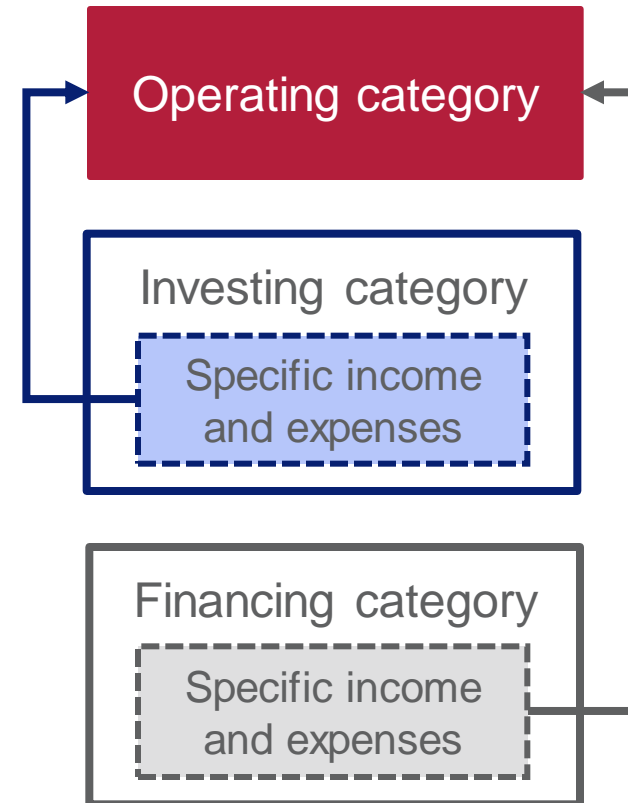 Operating category
Investing category
Specific income
and expenses
Financing category
Specific income
and expenses